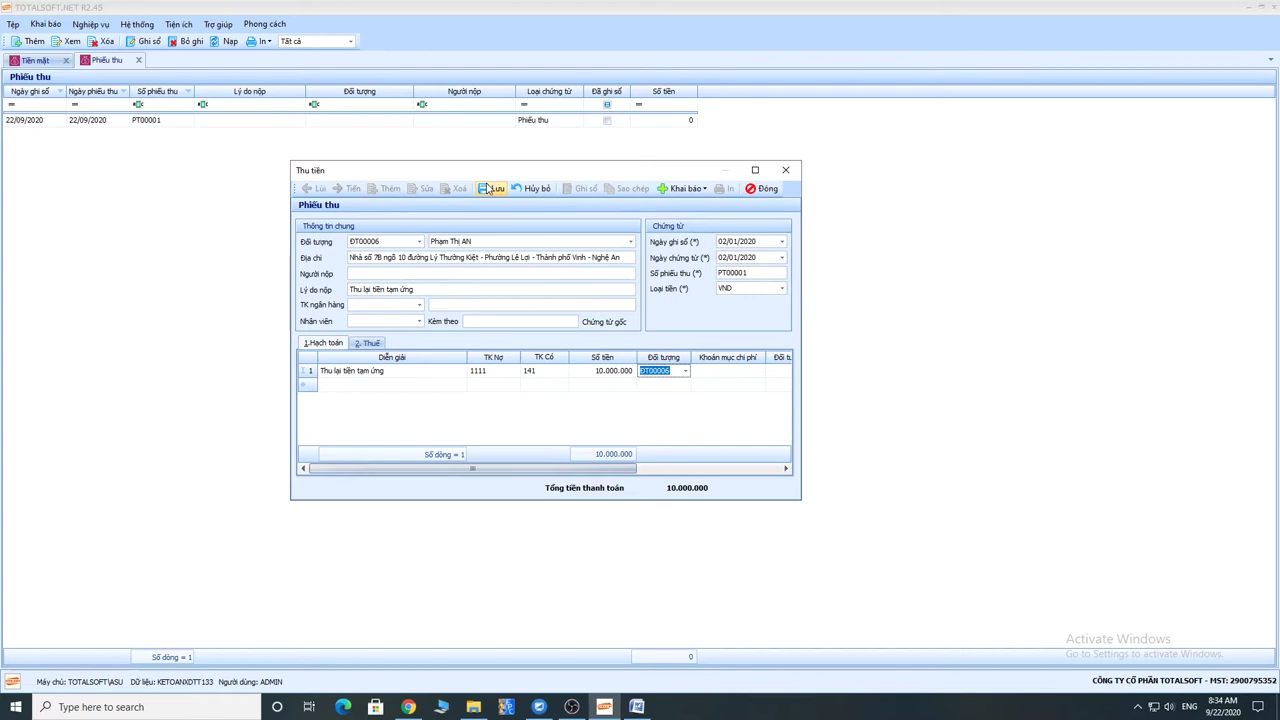 TOTALSOFT.NET R2.45
Tệp Khai báo Nghiệp vụ Hệ thống Tiện ích Trợ giúp Phong cách
Thêm Xem Xóa Ghi sổ Bỏ ghi Nạp In Tất cả
Tiền mặt Phiếu thu
Phiếu thu
Ngày ghi sổ Ngày phiếu thu Số phiếu thu Lý do nộp Đối tượng Người nộp Loại chứng từ Đã ghi sổ Số tiền
22/09/2020 22/09/2020 PT00001 Phiếu thu 0
Thu tiền
Lùi Tiến Thêm Sửa Xoá Lưu Hủy bỏ Ghi sổ Sao chép Khai báo In Đóng
Phiếu thu
Thông tin chung Chứng từ
Đối tượng ĐT00006 Phạm Thị AN Ngày ghi sổ (*) 02/01/2020
Địa chỉ Nhà số 7B ngõ 10 đường Lý Thường Kiệt - Phường Lê Lợi - Thành phố Vinh - Nghệ An Ngày chứng từ (*) 02/01/2020
Người nộp Số phiếu thu (*) PT00001
Lý do nộp Thu lại tiền tạm ứng Loại tiền (*) VND
TK ngân hàng
Nhân viên Kèm theo Chứng từ gốc
1.Hạch toán 2. Thuế
Diễn giải TK Nợ TK Có Số tiền Đối tượng Khoản mục chi phí Đối tư
1 Thu lại tiền tạm ứng 1111 141 10.000.000 ĐT00006
Số dòng = 1 10.000.000
Tổng tiền thanh toán 10.000.000
Activate Windows
Go to Settings to activate Windows.
Số dòng = 1 0
Máy chủ: TOTALSOFT\ASU Dữ liệu: KETOANXDTT133 Người dùng: ADMIN CÔNG TY CỔ PHẦN TOTALSOFT - MST: 2900795352
Type here to search ENG 8:34 AM
9/22/2020